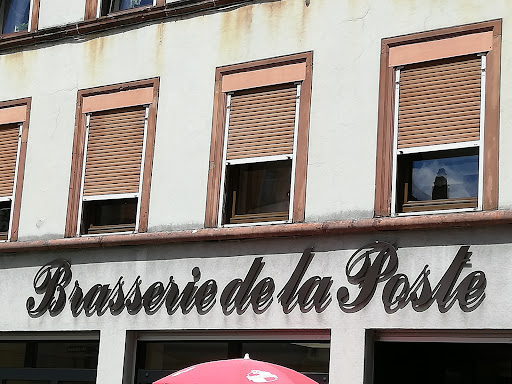 Brasserie de la Poste